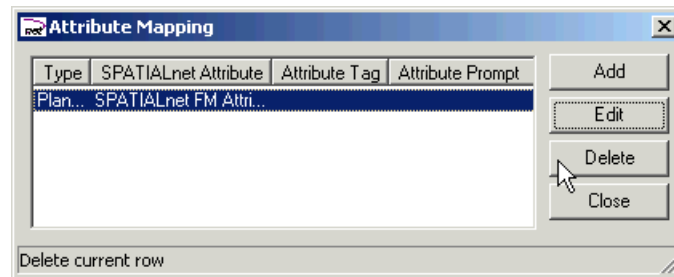 Attribute Mapping
Type SPATIALnet Attribute Attribute Tag Attribute Prompt
Plan... SPATIALnet FM Attri...
Add
Edit
Delete
Close
Delete current row